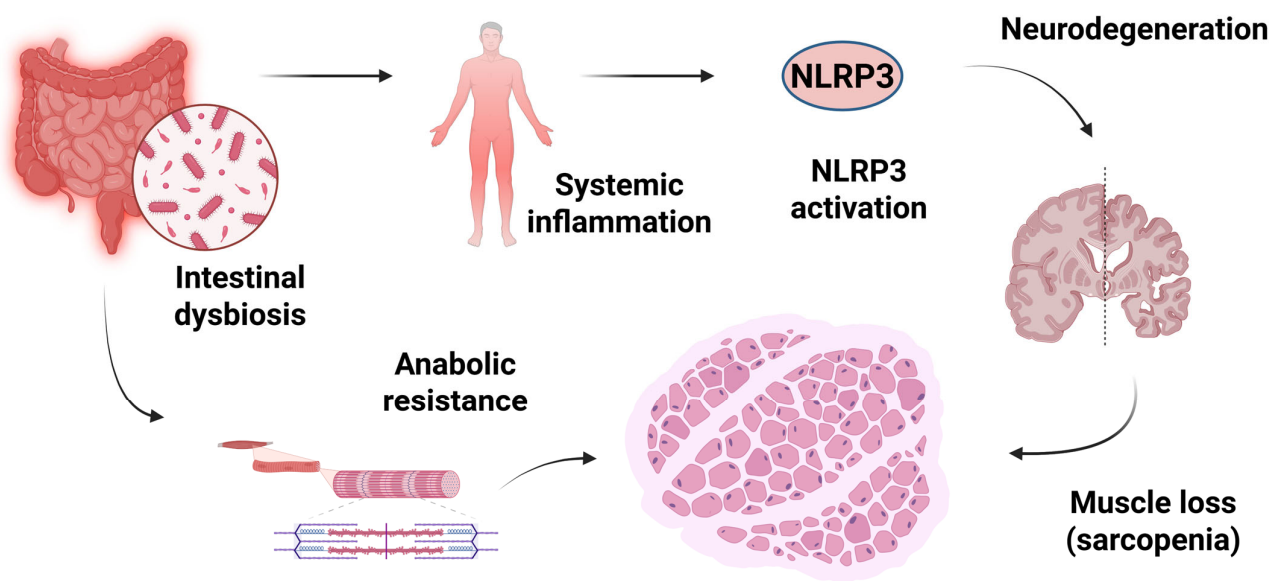 Neurodegeneration
NLRP3
NLRP3
activation
Systemic
inflammation
Intestinal
dysbiosis
Anabolic
resistance
Muscle loss
(sarcopenia)